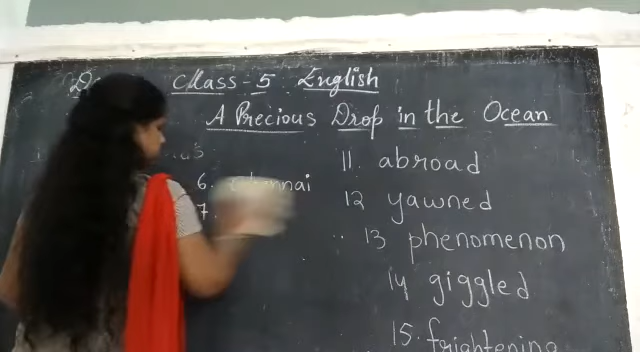 Class-5 English
A Precious Drop in the Ocean
6. chennai
7.
11. abroad
12 yawned
13 phenomenon
14 giggled
15. frightening